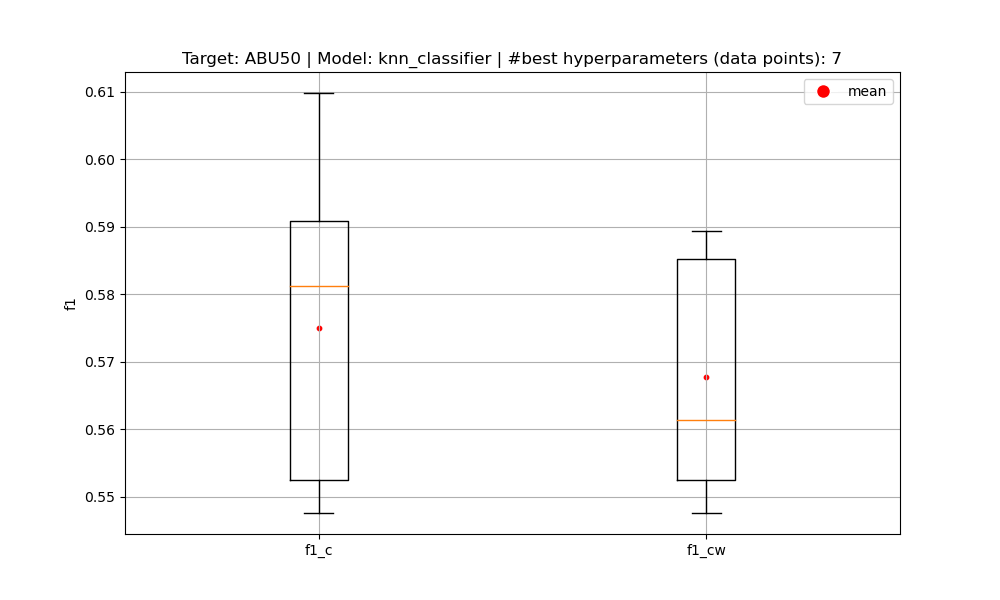 Target: ABU50 | Model: knn_classifier | #best hyperparameters (data points): 7
mean
0.61
0.60
0.59
0.58
0.57
0.56
0.55
f1
f1_c
f1_cw